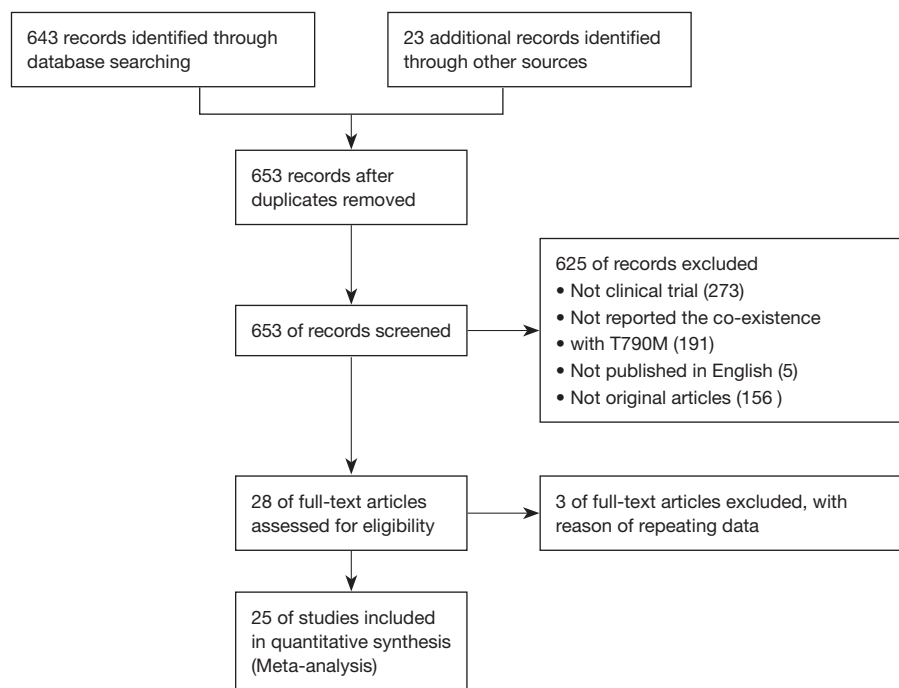 643 records identified through
database searching
23 additional records identified
through other sources
653 records after
duplicates removed
625 of records excluded
• Not clinical trial (273)
• Not reported the co-existence
• with T790M (191)
• Not published in English (5)
• Not original articles (156 )
653 of records screened
28 of full-text articles
assessed for eligibility
3 of full-text articles excluded, with
reason of repeating data
25 of studies included
in quantitative synthesis
(Meta-analysis)